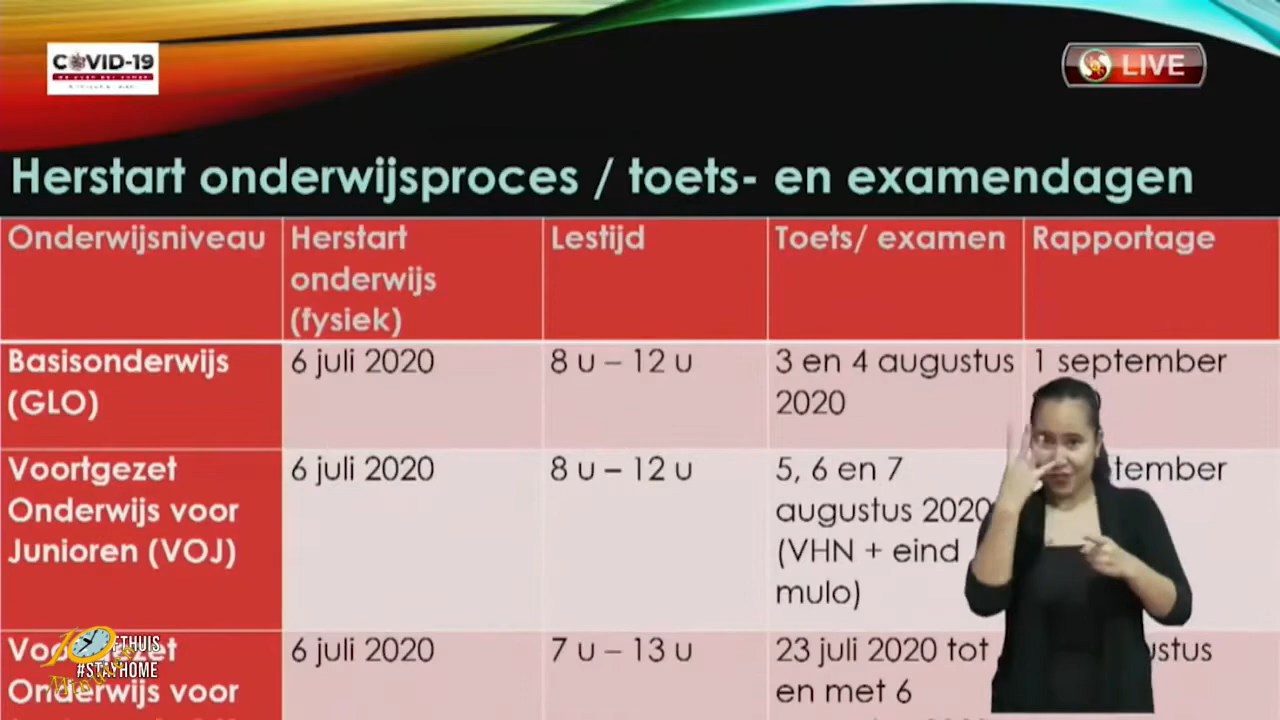 COVID-19
LIVE
Herstart onderwijsproces / toets- en examendagen
Onderwijsniveau
Herstart
onderwijs
(fysiek)
Lestijd
Toets/ examen
Rapportage
Basisonderwijs
(GLO)
6 juli 2020
8 u – 12 u
3 en 4 augustus
2020
1 september
Voortgezet
Onderwijs voor
Junioren (VOJ)
6 juli 2020
8 u – 12 u
5, 6 en 7
augustus 2020
(VHN + eind
mulo)
tember
Onderwijs voor
6 juli 2020
7 u – 13 u
23 juli 2020 tot
en met 6
ustus
10
Minuten
FTHUIS
#STAYHOME